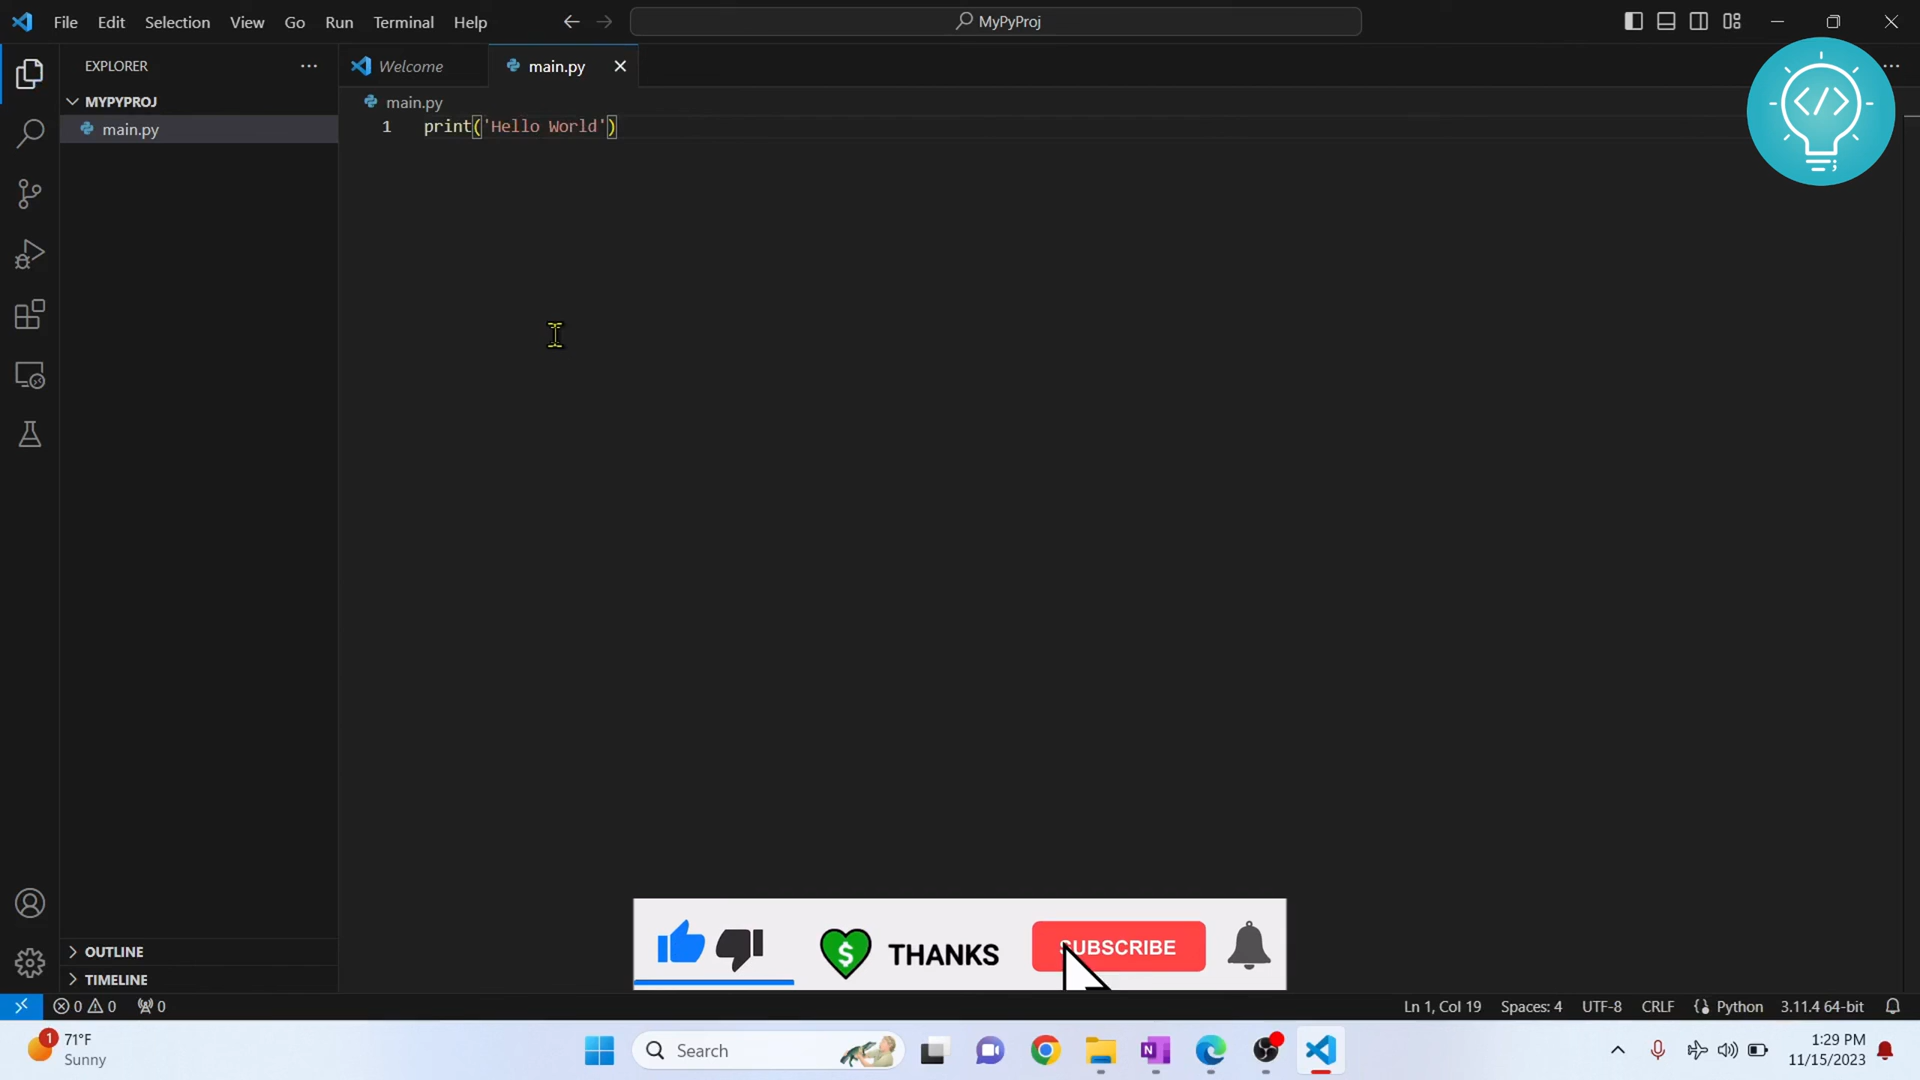 File Edit Selection View Go Run Terminal Help
MyPyProj
EXPLORER
Welcome
main.py
MYPYPROJ
main.py
main.py
1 print('Hello World')
</>
;
OUTLINE
TIMELINE
$ THANKS SUBSCRIBE
0 0 0
Ln 1, Col 19 Spaces: 4 UTF-8 CRLF Python 3.11.4 64-bit
1
71°F
Sunny
Search
N
1:29 PM
11/15/2023